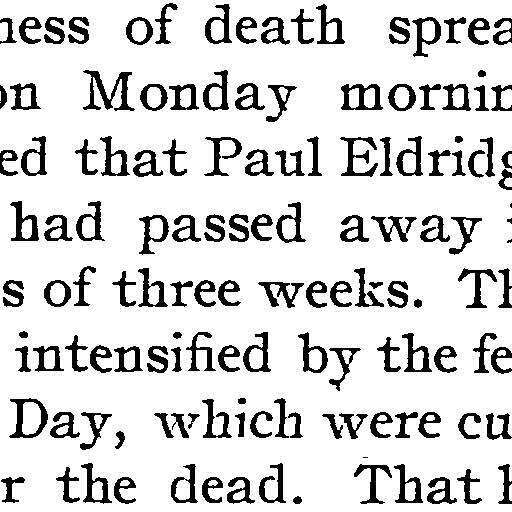 ness of death sprea
on Monday mornin
ed that Paul Eldridg
had passed away i
s of three weeks. Th
intensified by the fe
Day, which were cu
r the dead. That h